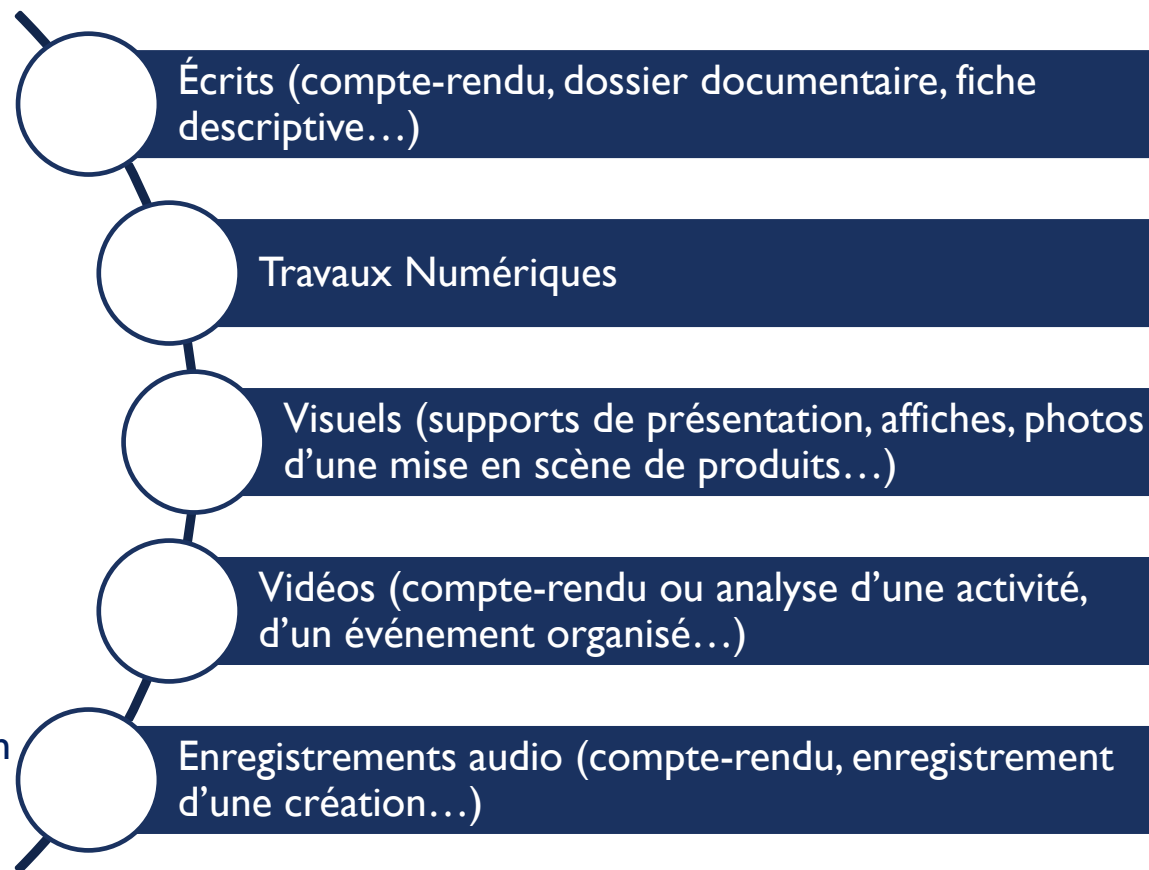 Écrits (compte-rendu, dossier documentaire, fiche
descriptive…)
Travaux Numériques
Visuels (supports de présentation, affiches, photos
d’une mise en scène de produits…)
Vidéos (compte-rendu ou analyse d’une activité,
d’un événement organisé…)
Enregistrements audio (compte-rendu, enregistrement
d’une création…)